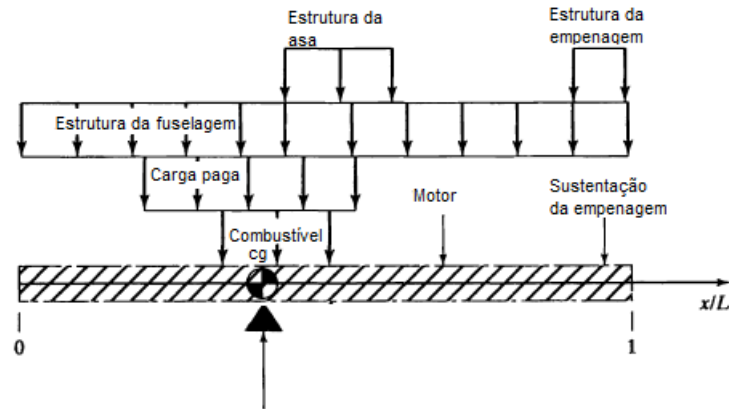 Estrutura da
asa
Estrutura da
empenagem
Estrutura da fuselagem
Carga paga
Motor
Sustentação
da empenagem
Combustível
cg
x/L
0
1